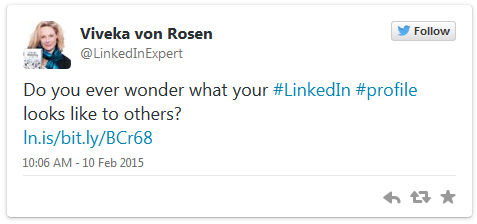 Viveka von Rosen
@LinkedInExpert
Follow
Do you ever wonder what your #LinkedIn #profile
looks like to others?
ln.is/bit.ly/BCr68
10:06 AM - 10 Feb 2015